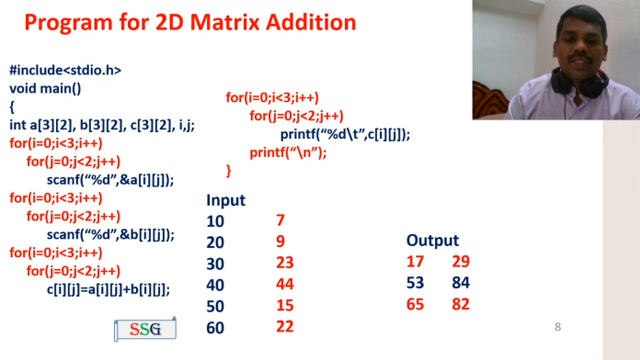 Program for 2D Matrix Addition
#include<stdio.h>
void main()
{
int a[3][2], b[3][2], c[3][2], i,j;
for(i=0;i<3;i++)
for(j=0;j<2;j++)
scanf(“%d”,&a[i][j]);
for(i=0;i<3;i++)
for(j=0;j<2;j++)
scanf(“%d”,&b[i][j]);
for(i=0;i<3;i++)
for(j=0;j<2;j++)
c[i][j]=a[i][j]+b[i][j];
for(i=0;i<3;i++)
for(j=0;j<2;j++)
printf(“%d\t”,c[i][j]);
printf(“\n”);
}
Input
10 7
20 9
30 23
40 44
50 15
60 22
Output
17 29
53 84
65 82
SSG
8